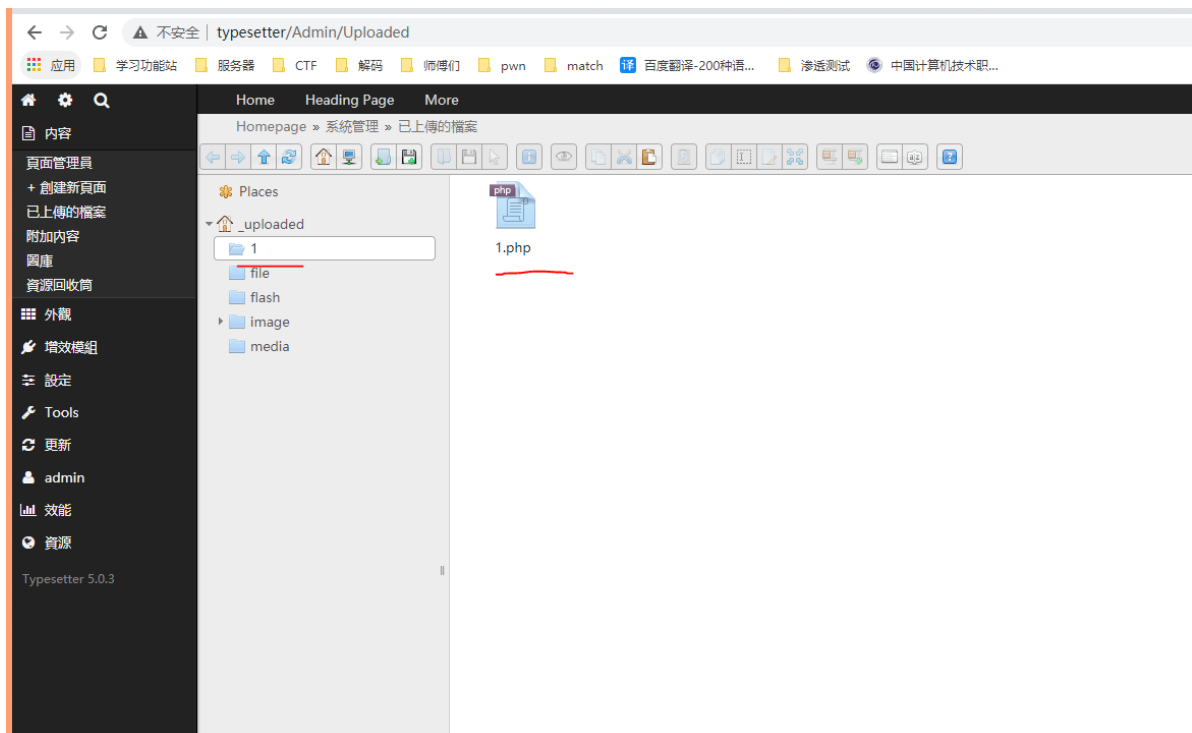 不安全 | typesetter/Admin/Uploaded
应用 学习功能站 服务器 CTF 解码 师傅们 pwn match 译 百度翻译-200种语... 渗透测试 中国计算机技术职...
Home Heading Page More
Homepage » 系統管理 » 已上傳的檔案
内容
頁面管理員
+ 創建新頁面
已上傳的檔案
附加内容
圖庫
資源回收筒
外觀
增效模組
設定
Tools
更新
admin
效能
資源
Typesetter 5.0.3
Places
_uploaded
1
file
flash
image
media
php
1.php